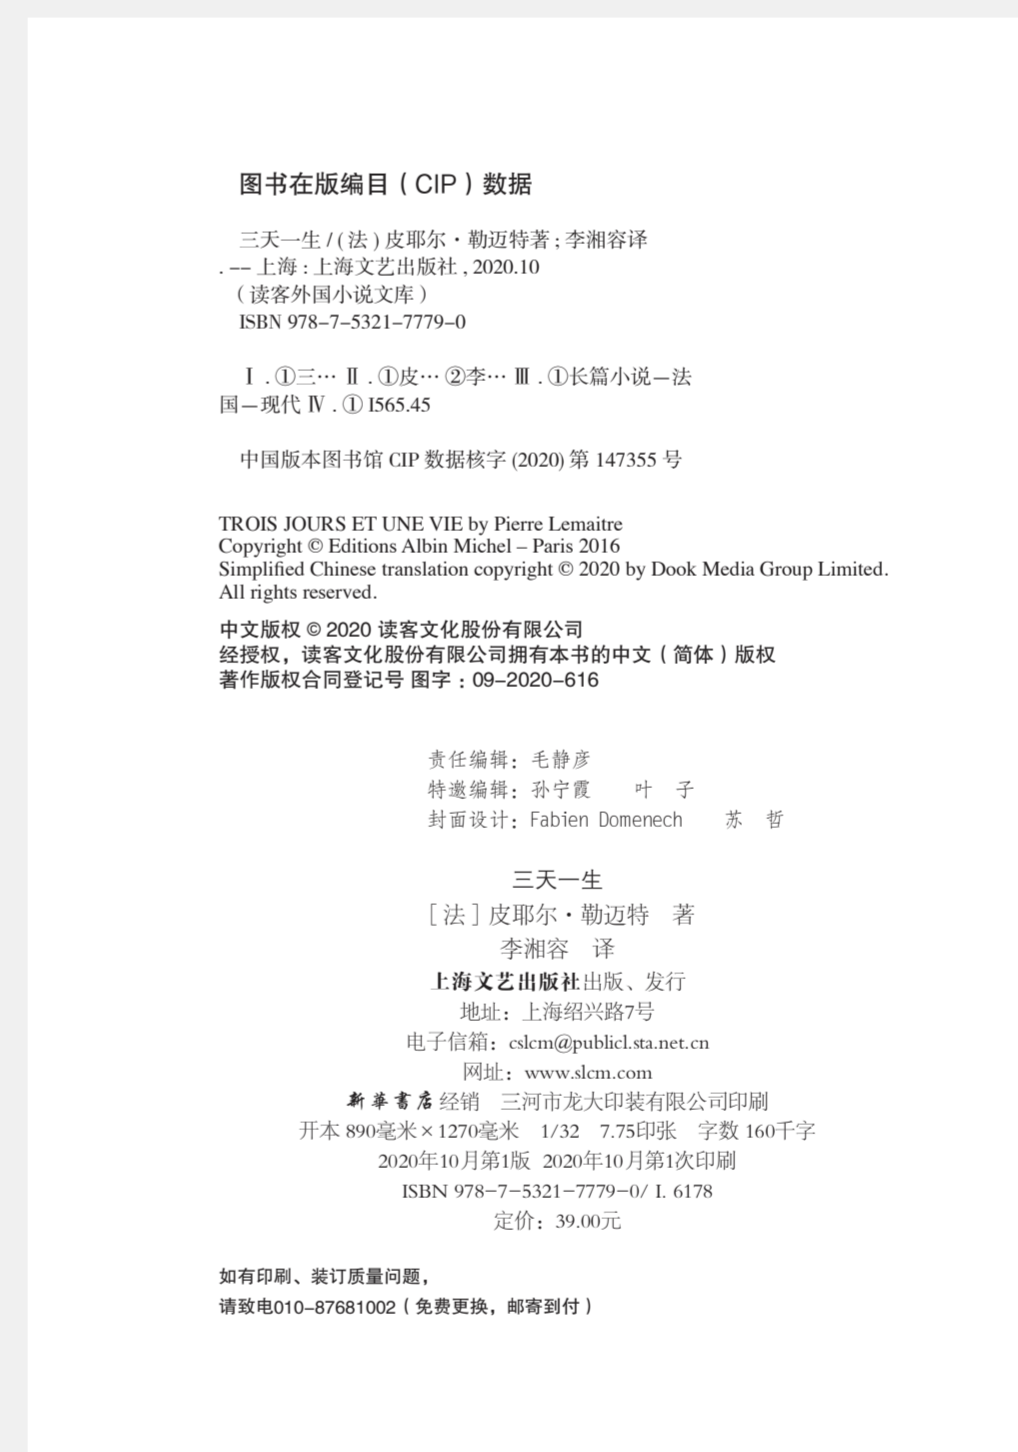 图书在版编目（CIP）数据
三天一生 / ( 法 ) 皮耶尔・勒迈特著 ; 李湘容译
. -- 上海 : 上海文艺出版社 , 2020.10
（读客外国小说文库）
ISBN 978-7-5321-7779-0
Ⅰ . ①三… Ⅱ . ①皮… ②李… Ⅲ . ①长篇小说—法
国—现代 Ⅳ . ① I565.45
中国版本图书馆 CIP 数据核字 (2020) 第 147355 号
TROIS JOURS ET UNE VIE by Pierre Lemaitre
Copyright © Editions Albin Michel – Paris 2016
Simplified Chinese translation copyright © 2020 by Dook Media Group Limited.
All rights reserved.
中文版权 © 2020 读客文化股份有限公司
经授权，读客文化股份有限公司拥有本书的中文（简体）版权
著作版权合同登记号 图字：09-2020-616
责任编辑：毛静彦
特邀编辑：孙宁霞 叶 子
封面设计：Fabien Domenech 苏 哲
三天一生
［法］皮耶尔・勒迈特 著
李湘容 译
上海文艺出版社出版、发行
地址：上海绍兴路7号
电子信箱：cslcm@publicl.sta.net.cn
网址：www.slcm.com
新華書店 经销 三河市龙大印装有限公司印刷
开本 890毫米×1270毫米 1/32 7.75印张 字数 160千字
2020年10月第1版 2020年10月第1次印刷
ISBN 978-7-5321-7779-0/ I. 6178
定价：39.00元
如有印刷、装订质量问题，
请致电010-87681002（免费更换，邮寄到付）